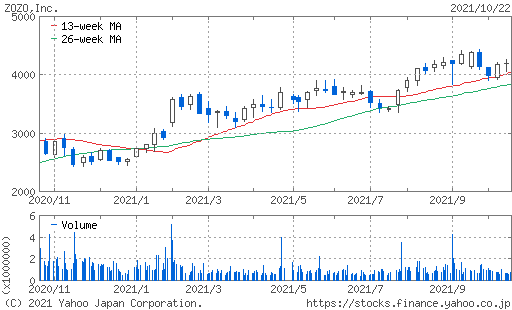 ZOZO,Inc. 2021/10/22
13-week MA
26-week MA
5000
4000
3000
2000
2020/11 2021/1 2021/3 2021/5 2021/7 2021/9
Volume
6
4
2
0
(x1000000)
2020/11 2021/1 2021/3 2021/5 2021/7 2021/9
(C) 2021 Yahoo Japan Corporation. https://stocks.finance.yahoo.co.jp/